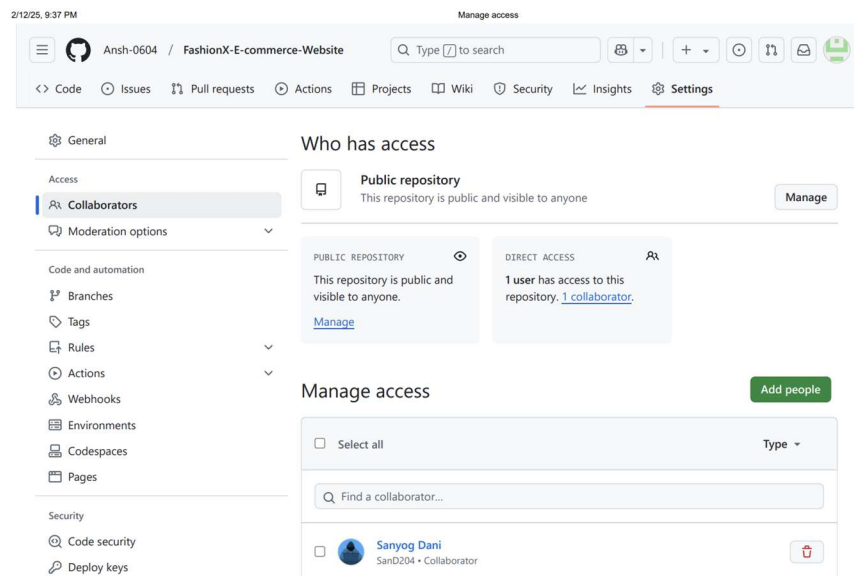 2/12/25, 9:37 PM Manage access
Ansh-0604 / FashionX-E-commerce-Website Type / to search
Code Issues Pull requests Actions Projects Wiki Security Insights Settings
General
Access
Collaborators
Moderation options
Code and automation
Branches
Tags
Rules
Actions
Webhooks
Environments
Codespaces
Pages
Security
Code security
Deploy keys
Who has access
Public repository
This repository is public and visible to anyone
Manage
PUBLIC REPOSITORY
This repository is public and
visible to anyone.
Manage
DIRECT ACCESS
1 user has access to this
repository. 1 collaborator.
Manage access
Add people
Select all Type
Find a collaborator...
Sanyog Dani
SanD204 • Collaborator